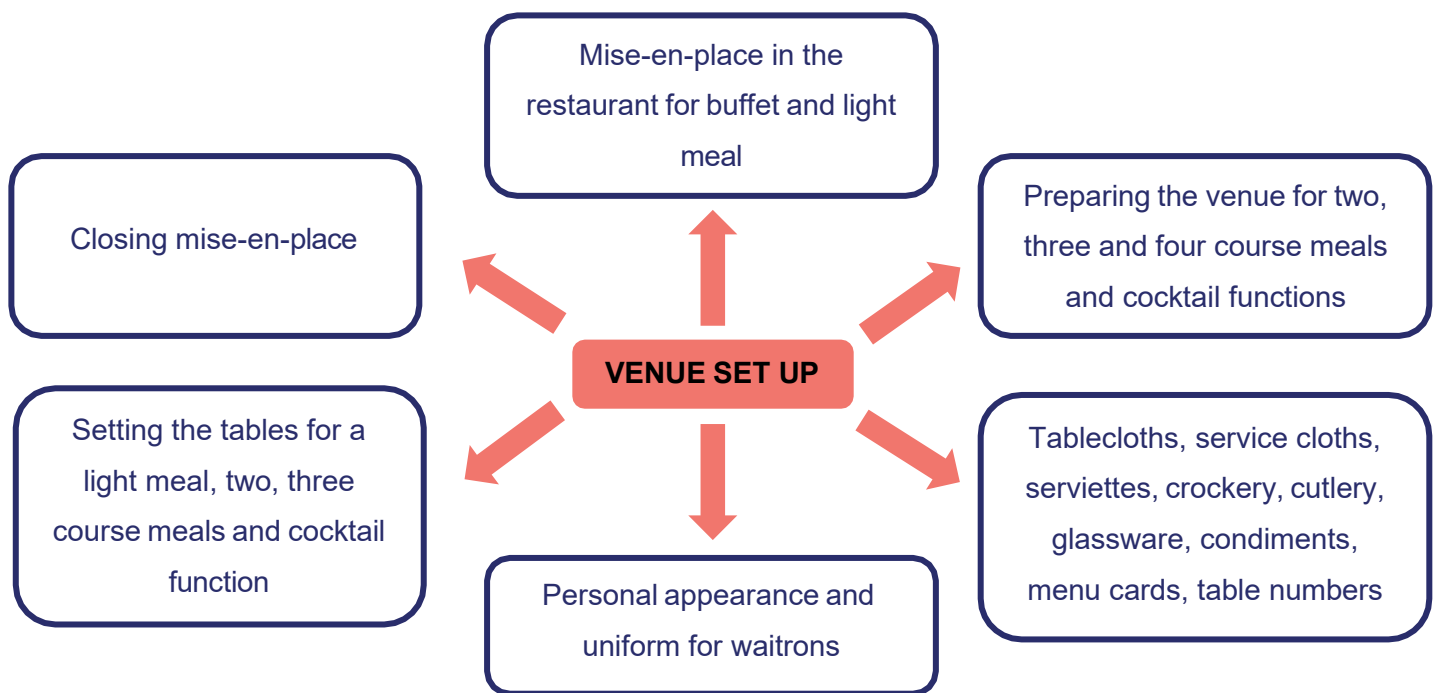 Mise-en-place in the
restaurant for buffet and light
meal
Closing mise-en-place
Preparing the venue for two,
three and four course meals
and cocktail functions
VENUE SET UP
Setting the tables for a
light meal, two, three
course meals and cocktail
function
Tablecloths, service cloths,
serviettes, crockery, cutlery,
glassware, condiments,
menu cards, table numbers
Personal appearance and
uniform for waitrons